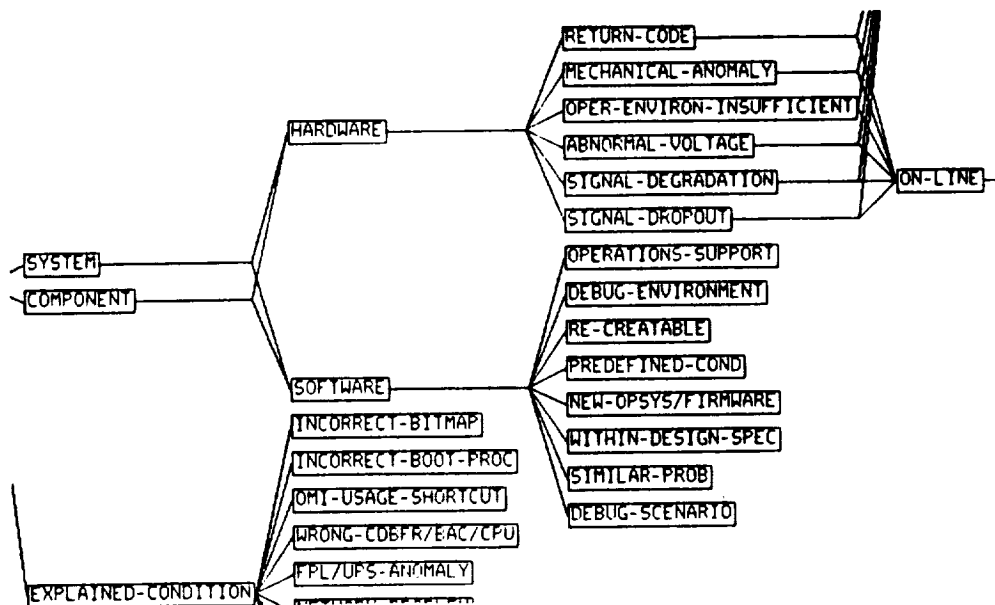 RETURN-CODE
MECHANICAL-ANOMALY
OPER-ENVIRON-INSUFFICIENT
HARDWARE
ABNORMAL-VOLTAGE
SIGNAL-DEGRADATION
ON-LINE
SIGNAL-DROPOUT
SYSTEM
OPERATIONS-SUPPORT
COMPONENT
DEBUG-ENVIRONMENT
RE-CREATABLE
PREDEFINED-COND
SOFTWARE
NEW-OPSYS/FIRMWARE
INCORRECT-BITMAP
WITHIN-DESIGN-SPEC
INCORRECT-BOOT-PROC
SIMILAR-PROB
OMI-USAGE-SHORTCUT
DEBUG-SCENARIO
WRONG-CDBFR/EAC/CPU
FPL/UPS-ANOMALY
EXPLAINED-CONDITION